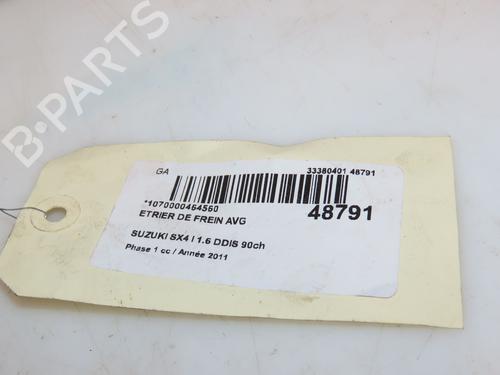 B-PARTS
GA 33380401 48791
*1070000464560
ETRIER DE FREIN AVG
48791
SUZUKI SX4 I 1.6 DDIS 90ch
Phase 1 cc / Année 2011